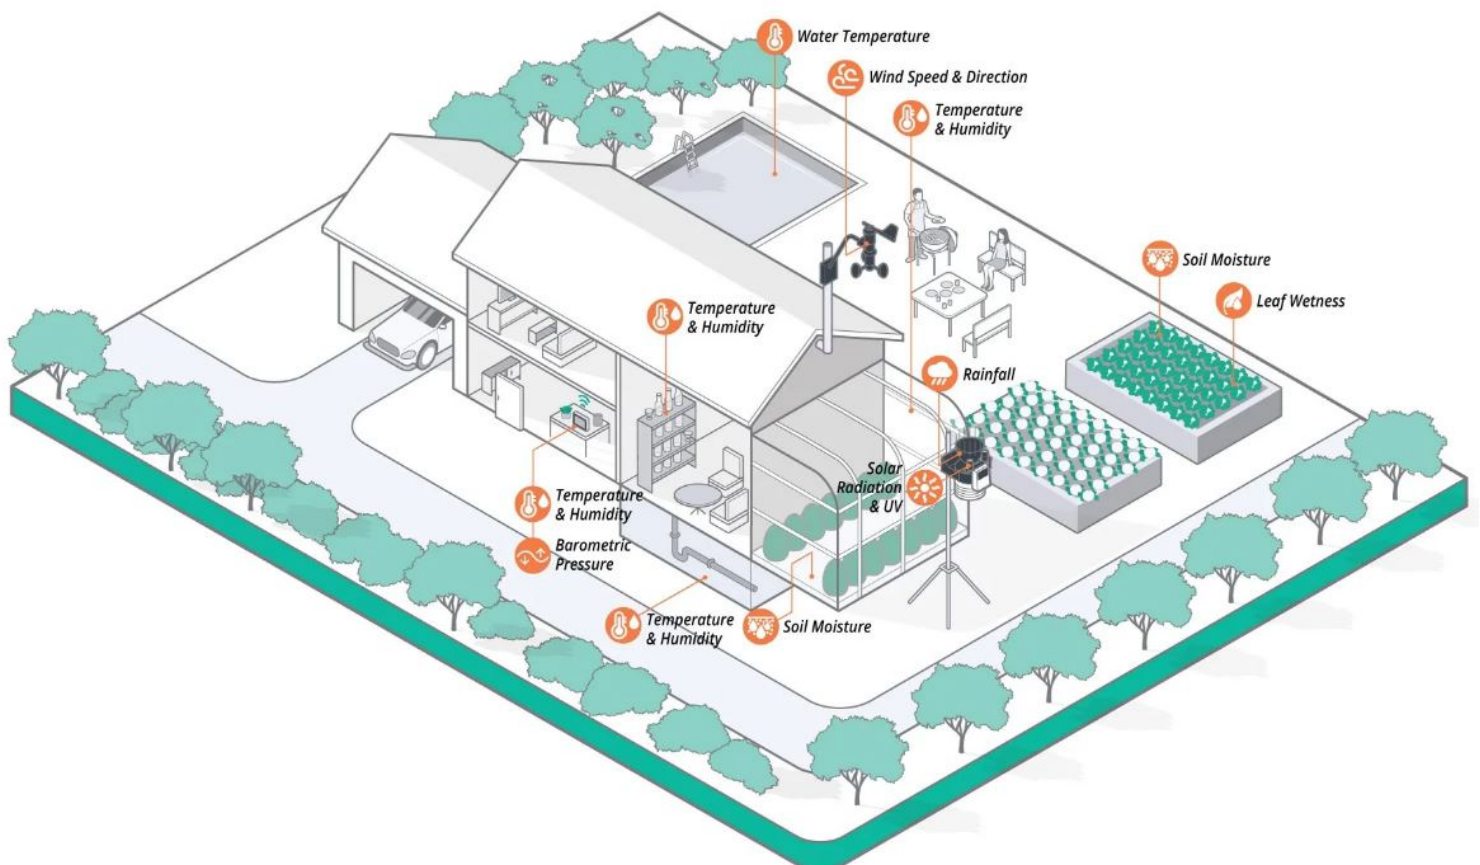 Water Temperature
Wind Speed & Direction
Temperature
& Humidity
Soil Moisture
Leaf Wetness
Temperature
& Humidity
Rainfall
Solar
Radiation
& UV
Temperature
& Humidity
Barometric
Pressure
Temperature
& Humidity
Soil Moisture